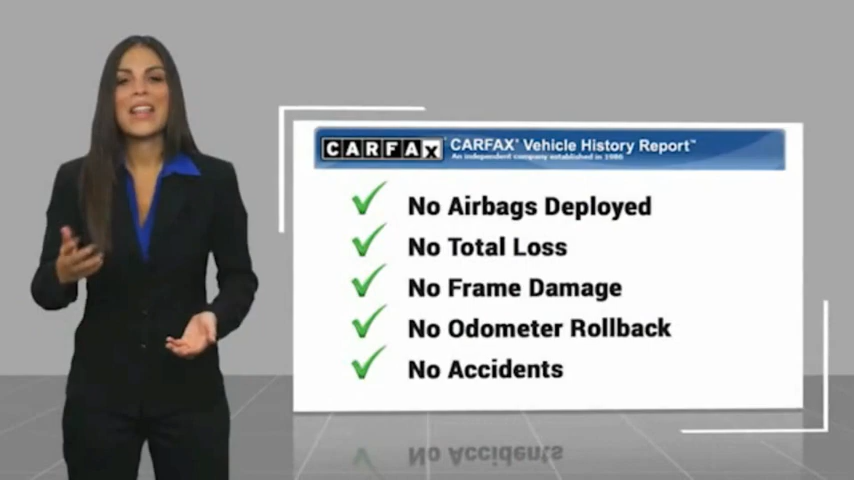 CARFAX CARFAX® Vehicle History Report™
An independent company established in 1986
No Airbags Deployed
No Total Loss
No Frame Damage
No Odometer Rollback
No Accidents
No Accidents